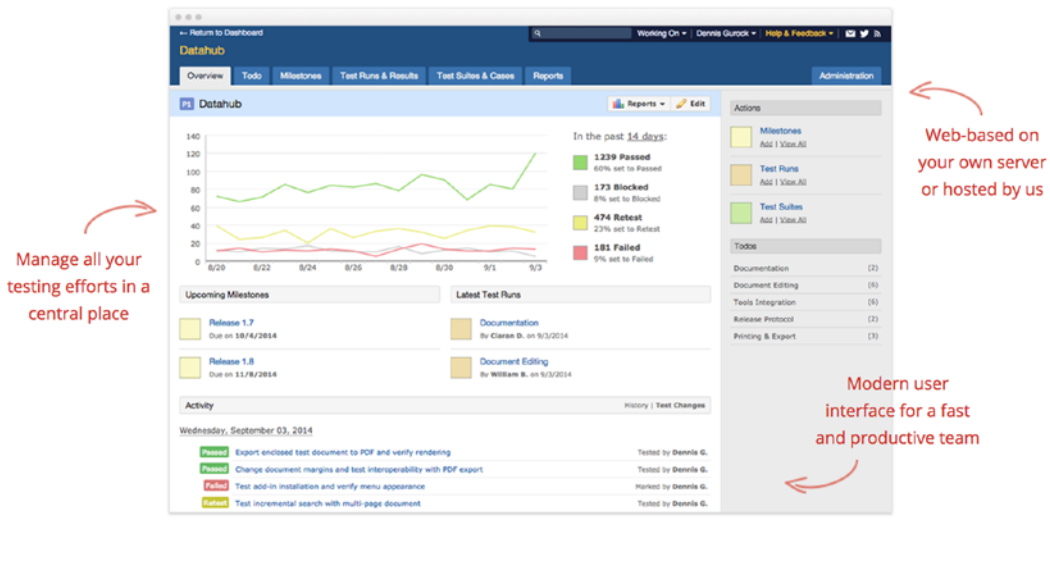 ← Return to Dashboard
Working On Dennis Gurock Help & Feedback
Datahub
Overview Todo Milestones Test Runs & Results Test Suites & Cases Reports Administration
P1 Datahub
Reports Edit
140
120
100
80
60
40
20
0
8/20 8/22 8/24 8/26 8/28 8/30 9/1 9/3
In the past 14 days:
1239 Passed
60% set to Passed
173 Blocked
8% set to Blocked
474 Retest
23% set to Retest
181 Failed
9% set to Failed
Upcoming Milestones
Release 1.7
Due on 10/4/2014
Release 1.8
Due on 11/8/2014
Latest Test Runs
Documentation
By Ciaran D. on 9/3/2014
Document Editing
By William B. on 9/3/2014
Activity
History | Test Changes
Wednesday, September 03, 2014
Passed Export enclosed test document to PDF and verify rendering Tested by Dennis G.
Passed Change document margins and test interoperability with PDF export Tested by Dennis G.
Failed Test add-in installation and verify menu appearance Marked by Dennis G.
Retest Test incremental search with multi-page document Tested by Dennis G.
Actions
Milestones
Add | View All
Test Runs
Add | View All
Test Suites
Add | View All
Todos
Documentation (2)
Document Editing (6)
Tools Integration (6)
Release Protocol (2)
Printing & Export (3)
Manage all your
testing efforts in a
central place
Web-based on
your own server
or hosted by us
Modern user
interface for a fast
and productive team